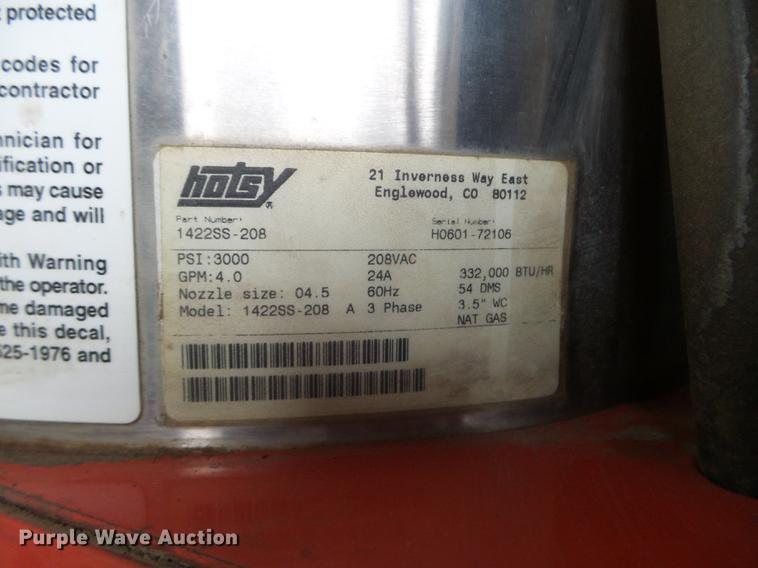 protected
codes for
contractor
nician for
ification or
s may cause
age and will
ith Warning
the operator.
me damaged
e this decal,
525-1976 and
hotsy ®
21 Inverness Way East
Englewood, CO 80112
Part Number:
1422SS-208
Serial Number:
H0601-72106
PSI:3000 208VAC
GPM:4.0 24A 332,000 BTU/HR
Nozzle size: 04.5 60Hz 54 DMS
Model: 1422SS-208 A 3 Phase 3.5" WC
NAT GAS
Purple Wave Auction